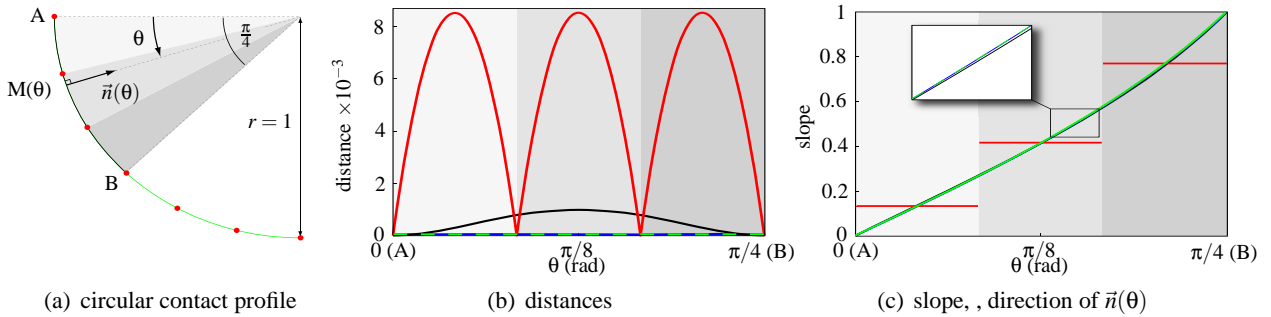 A
θ
π/4
M(θ)
n⃗(θ)
r = 1
B
(a) circular contact profile
8
6
4
2
0
distance ×10⁻³
0 (A)
π/8
π/4 (B)
θ (rad)
(b) distances
1
0.8
0.6
0.4
0.2
0
slope
0 (A)
π/8
π/4 (B)
θ (rad)
(c) slope, , direction of n⃗(θ)